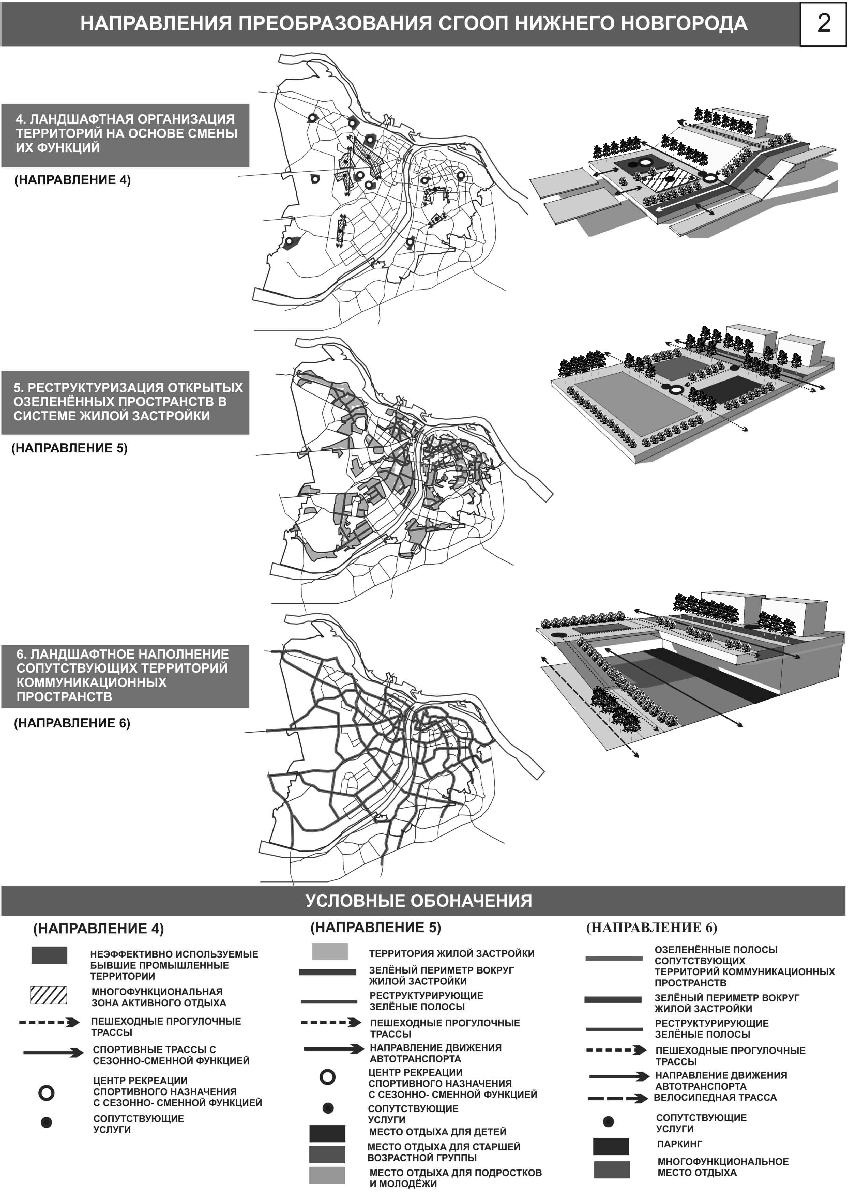 НАПРАВЛЕНИЯ ПРЕОБРАЗОВАНИЯ СГООП НИЖНЕГО НОВГОРОДА
2
4. ЛАНДШАФТНАЯ ОРГАНИЗАЦИЯ
ТЕРРИТОРИЙ НА ОСНОВЕ СМЕНЫ
ИХ ФУНКЦИЙ
(НАПРАВЛЕНИЕ 4)
5. РЕСТРУКТУРИЗАЦИЯ ОТКРЫТЫХ
ОЗЕЛЕНЁННЫХ ПРОСТРАНСТВ В
СИСТЕМЕ ЖИЛОЙ ЗАСТРОЙКИ
(НАПРАВЛЕНИЕ 5)
6. ЛАНДШАФТНОЕ НАПОЛНЕНИЕ
СОПУТСТВУЮЩИХ ТЕРРИТОРИЙ
КОММУНИКАЦИОННЫХ
ПРОСТРАНСТВ
(НАПРАВЛЕНИЕ 6)
УСЛОВНЫЕ ОБОНАЧЕНИЯ
(НАПРАВЛЕНИЕ 4)
НЕЭФФЕКТИВНО ИСПОЛЬЗУЕМЫЕ
БЫВШИЕ ПРОМЫШЛЕННЫЕ
ТЕРРИТОРИИ
МНОГОФУНКЦИОНАЛЬНАЯ
ЗОНА АКТИВНОГО ОТДЫХА
ПЕШЕХОДНЫЕ ПРОГУЛОЧНЫЕ
ТРАССЫ
СПОРТИВНЫЕ ТРАССЫ С
СЕЗОННО-СМЕННОЙ ФУНКЦИЕЙ
ЦЕНТР РЕКРЕАЦИИ
СПОРТИВНОГО НАЗНАЧЕНИЯ
С СЕЗОННО- СМЕННОЙ ФУНКЦИЕЙ
СОПУТСТВУЮЩИЕ
УСЛУГИ
(НАПРАВЛЕНИЕ 5)
ТЕРРИТОРИЯ ЖИЛОЙ ЗАСТРОЙКИ
ЗЕЛЁНЫЙ ПЕРИМЕТР ВОКРУГ
ЖИЛОЙ ЗАСТРОЙКИ
РЕСТРУКТУРИРУЮЩИЕ
ЗЕЛЁНЫЕ ПОЛОСЫ
ПЕШЕХОДНЫЕ ПРОГУЛОЧНЫЕ
ТРАССЫ
НАПРАВЛЕНИЕ ДВИЖЕНИЯ
АВТОТРАНСПОРТА
ЦЕНТР РЕКРЕАЦИИ
СПОРТИВНОГО НАЗНАЧЕНИЯ
С СЕЗОННО- СМЕННОЙ ФУНКЦИЕЙ
СОПУТСТВУЮЩИЕ
УСЛУГИ
МЕСТО ОТДЫХА ДЛЯ ДЕТЕЙ
МЕСТО ОТДЫХА ДЛЯ СТАРШЕЙ
ВОЗРАСТНОЙ ГРУППЫ
МЕСТО ОТДЫХА ДЛЯ ПОДРОСТКОВ
И МОЛОДЁЖИ
(НАПРАВЛЕНИЕ 6)
ОЗЕЛЕНЁННЫЕ ПОЛОСЫ
СОПУТСТВУЮЩИХ
ТЕРРИТОРИЙ КОММУНИКАЦИОННЫХ
ПРОСТРАНСТВ
ЗЕЛЁНЫЙ ПЕРИМЕТР ВОКРУГ
ЖИЛОЙ ЗАСТРОЙКИ
РЕСТРУКТУРИРУЮЩИЕ
ЗЕЛЁНЫЕ ПОЛОСЫ
ПЕШЕХОДНЫЕ ПРОГУЛОЧНЫЕ
ТРАССЫ
НАПРАВЛЕНИЕ ДВИЖЕНИЯ
АВТОТРАНСПОРТА
ВЕЛОСИПЕДНАЯ ТРАССА
СОПУТСТВУЮЩИЕ
УСЛУГИ
ПАРКИНГ
МНОГОФУНКЦИОНАЛЬНОЕ
МЕСТО ОТДЫХА